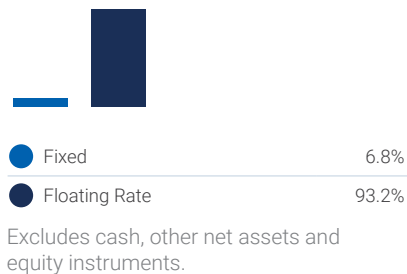 Fixed 6.8%
Floating Rate 93.2%
Excludes cash, other net assets and
equity instruments.